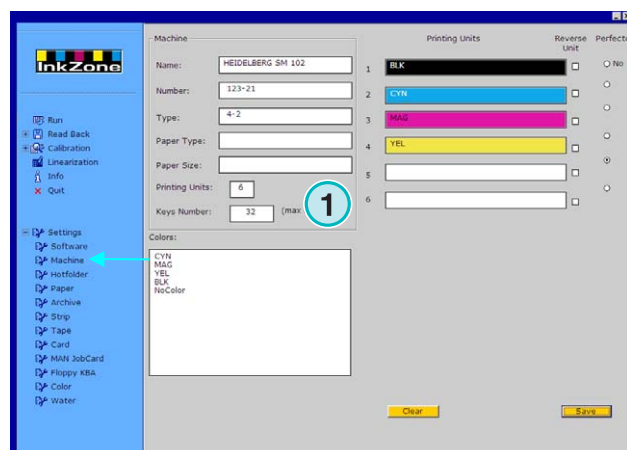 InkZone
Run
Read Back
Calibration
Linearization
Info
Quit
Settings
Software
Machine
Hotfolder
Paper
Archive
Strip
Tape
Card
MAN JobCard
Floppy KBA
Color
Water
Machine
Name: HEIDELBERG SM 102
Number: 123-21
Type: 4-2
Paper Type:
Paper Size:
Printing Units: 6
Keys Number: 32 (max
1
Colors:
CYN
MAG
YEL
BLK
NoColor
Printing Units Reverse Perfecto
Unit
1 BLK No
2 CYN
3 MAG
4 YEL
5
6
Clear Save